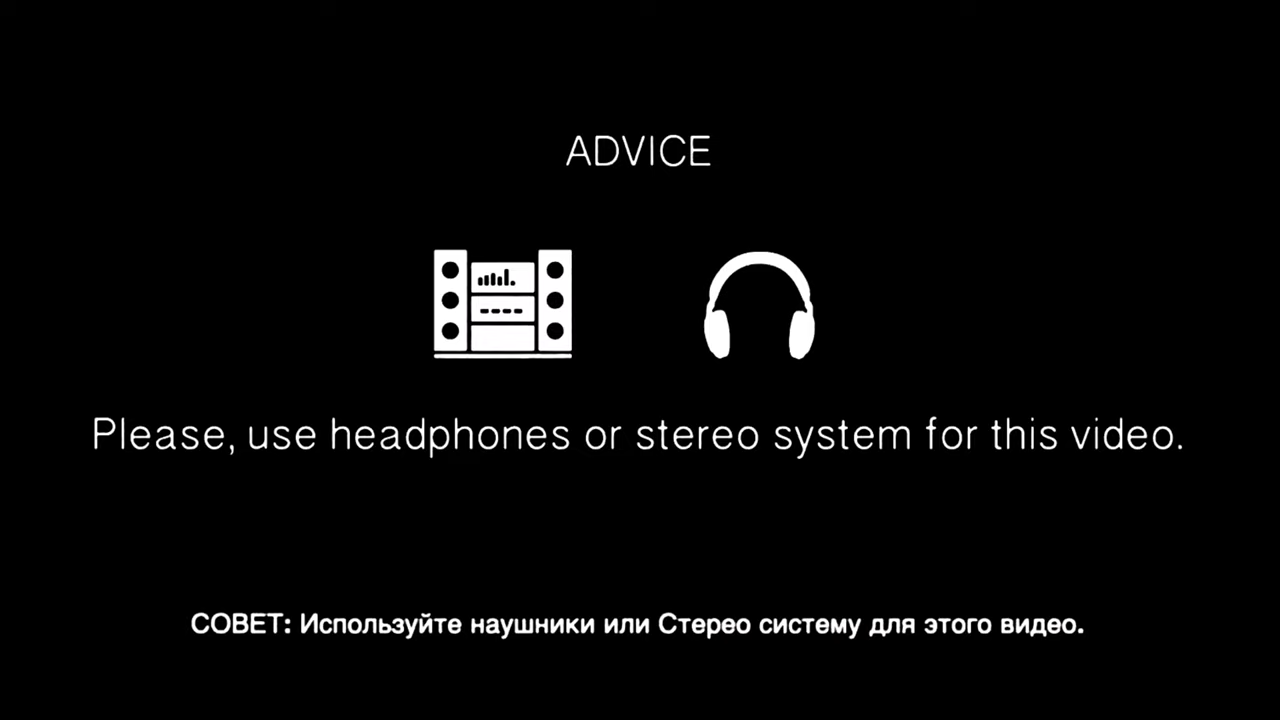 ADVICE
Please, use headphones or stereo system for this video.
СОВЕТ: Используйте наушники или Стерео систему для этого видео.